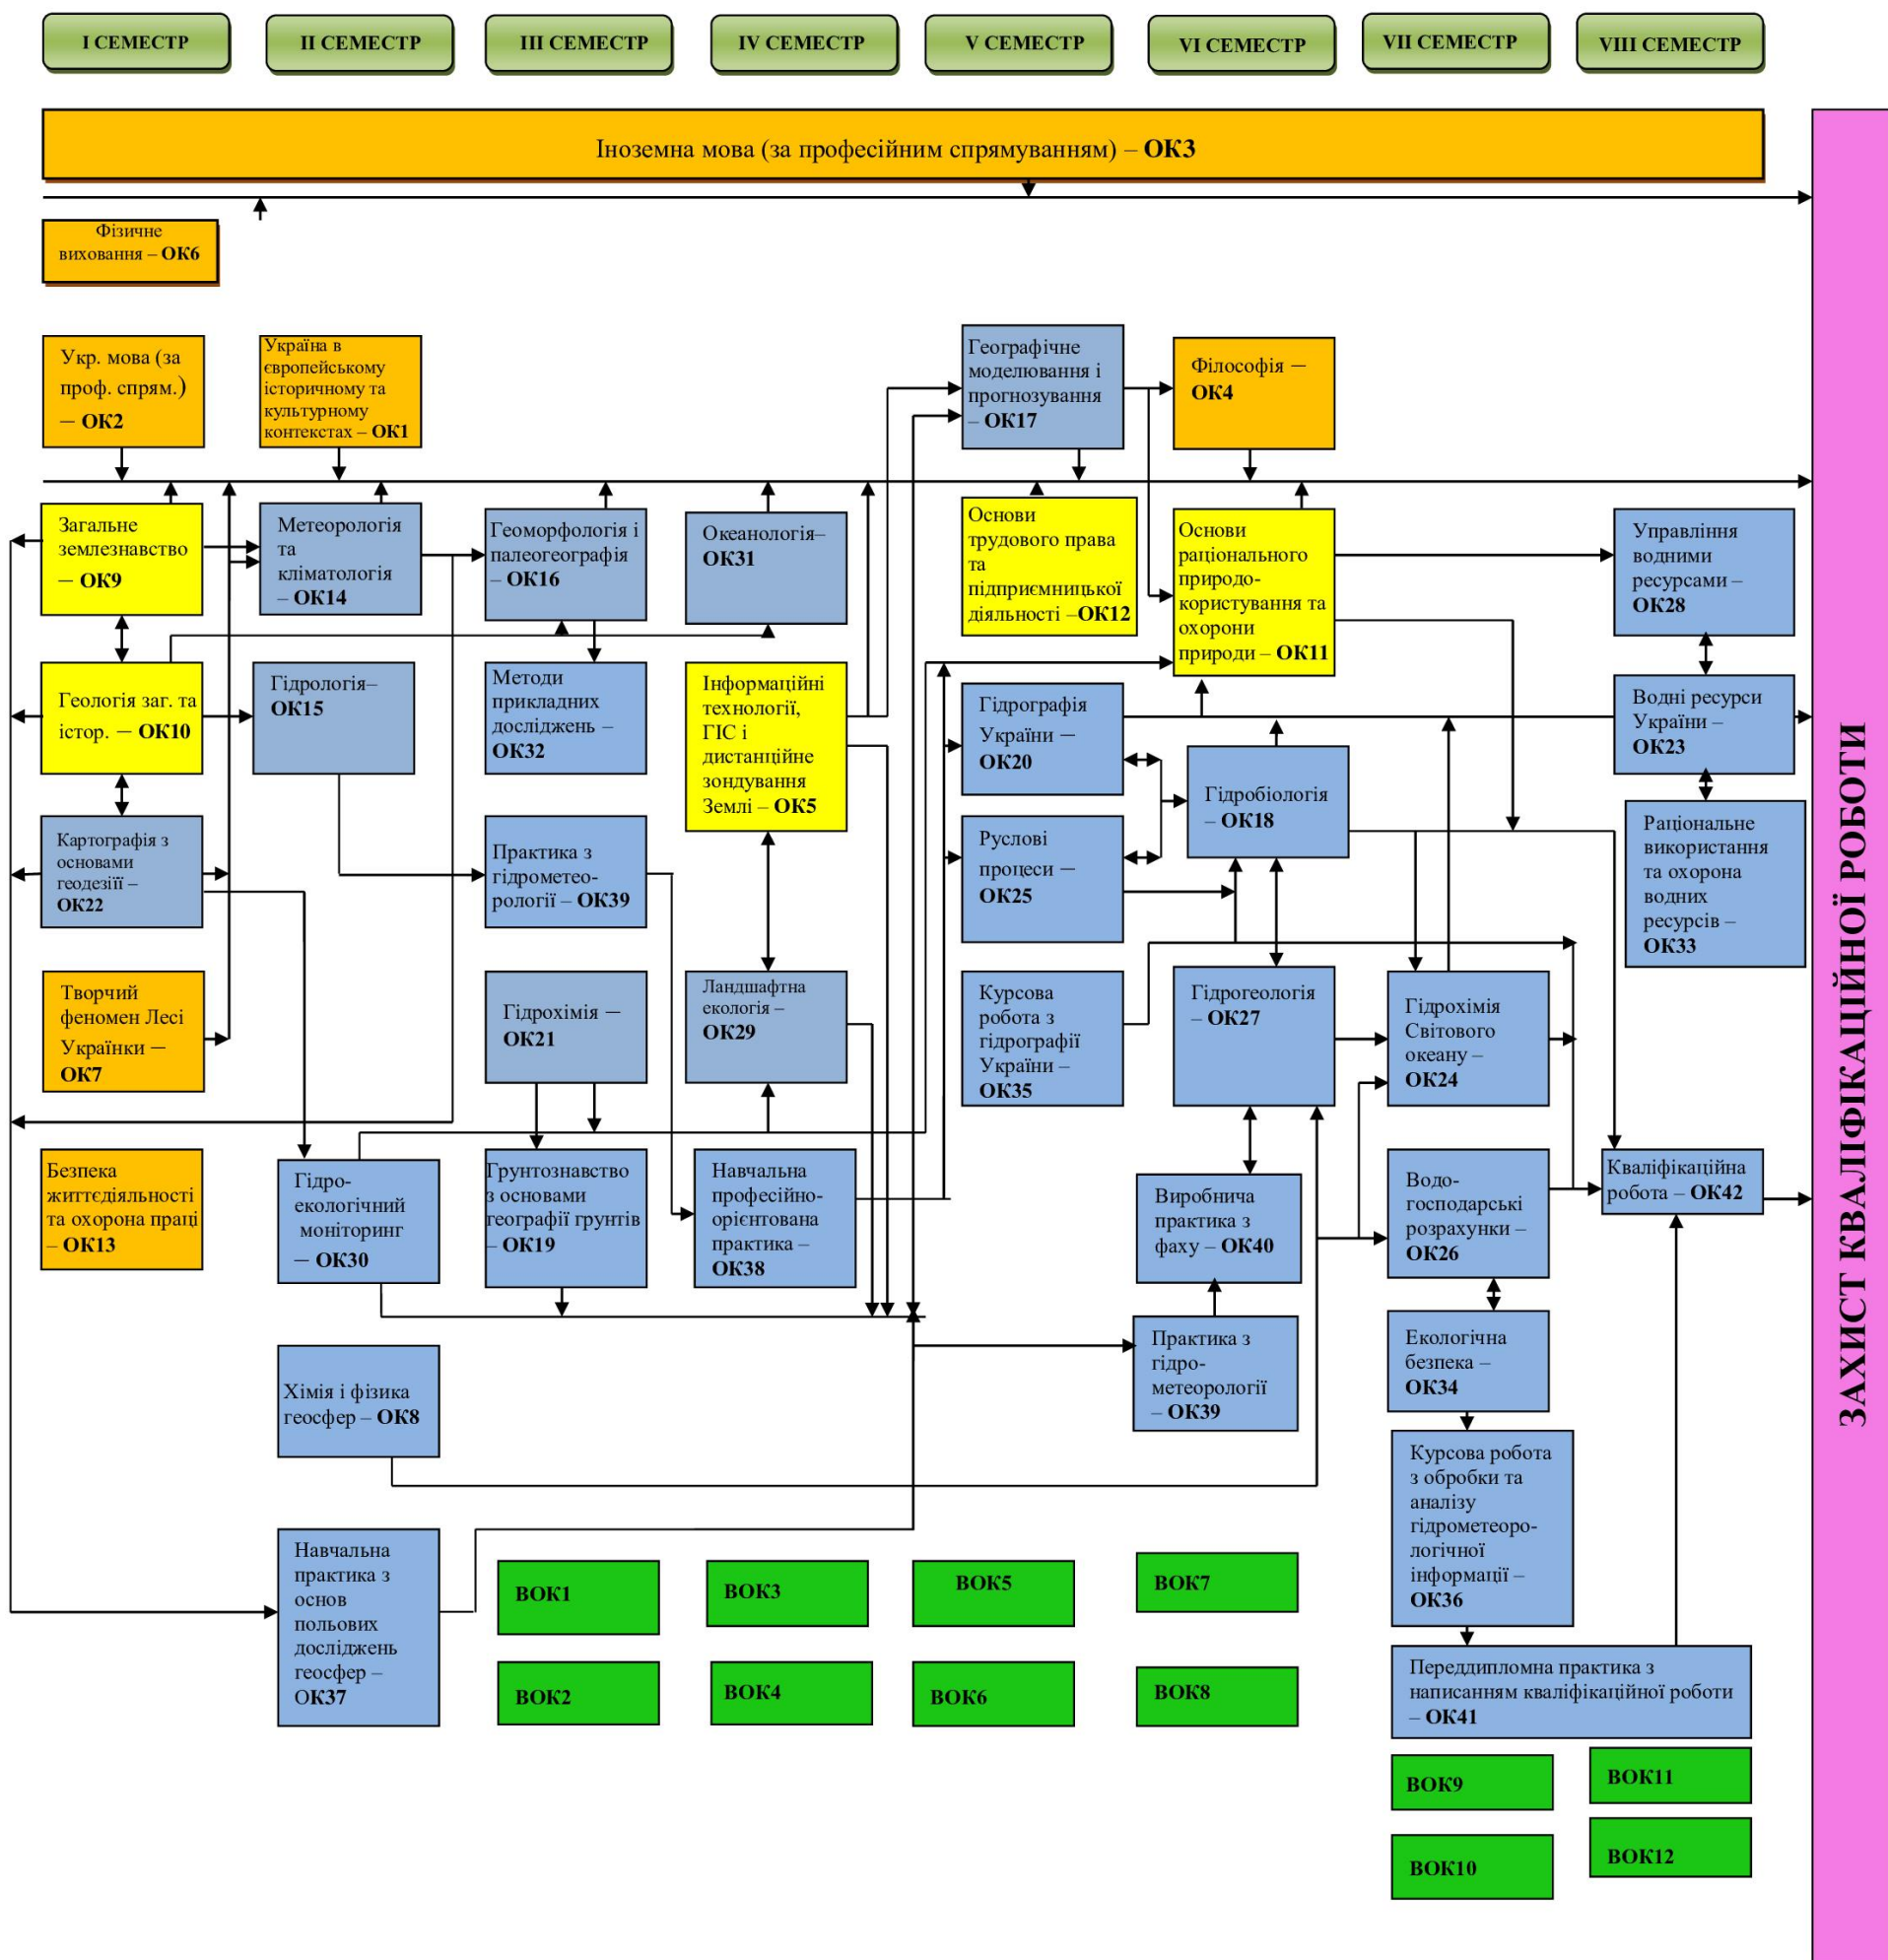 І СЕМЕСТР
ІІ СЕМЕСТР
ІІІ СЕМЕСТР
IV СЕМЕСТР
V СЕМЕСТР
VI СЕМЕСТР
VII СЕМЕСТР
VIII СЕМЕСТР
Іноземна мова (за професійним спрямуванням) – ОК3
Фізичне
виховання – ОК6
Укр. мова (за
проф. спрям.)
— ОК2
Україна в
європейському
історичному та
культурному
контекстах – ОК1
Географічне
моделювання і
прогнозування
– ОК17
Філософія —
ОК4
Загальне
землезнавство
— ОК9
Метеорологія
та
кліматологія
– ОК14
Геоморфологія і
палеогеографія
– ОК16
Океанологія–
ОК31
Основи
трудового права
та
підприємницької
діяльності –ОК12
Основи
раціонального
природо-
користування та
охорони
природи – ОК11
Управління
водними
ресурсами –
ОК28
Геологія заг. та
істор. — ОК10
Гідрологія–
ОК15
Методи
прикладних
досліджень –
ОК32
Інформаційні
технології,
ГІС і
дистанційне
зондування
Землі – ОК5
Гідрографія
України —
ОК20
Гідробіологія
– ОК18
Водні ресурси
України –
ОК23
Картографія з
основами
геодезіїї –
ОК22
Практика з
гідрометео-
рології – ОК39
Руслові
процеси —
ОК25
Раціональне
використання
та охорона
водних
ресурсів –
ОК33
Творчий
феномен Лесі
Українки —
ОК7
Гідрохімія —
ОК21
Ландшафтна
екологія –
ОК29
Курсова
робота з
гідрографії
України –
ОК35
Гідрогеологія
– ОК27
Гідрохімія
Світового
океану –
ОК24
Безпека
життєдіяльності
та охорона праці
– ОК13
Гідро-
екологічний
моніторинг
— ОК30
Грунтознавство
з основами
географії грунтів
– ОК19
Навчальна
професійно-
орієнтована
практика –
ОК38
Виробнича
практика з
фаху – ОК40
Водо-
господарські
розрахунки –
ОК26
Кваліфікаційна
робота – ОК42
Хімія і фізика
геосфер – ОК8
Практика з
гідро-
метеорології
– ОК39
Екологічна
безпека –
ОК34
Курсова робота
з обробки та
аналізу
гідрометеоро-
логічної
інформації –
ОК36
Навчальна
практика з
основ
польових
досліджень
геосфер –
ОК37
ВОК1
ВОК3
ВОК5
ВОК7
ВОК2
ВОК4
ВОК6
ВОК8
Переддипломна практика з
написанням кваліфікаційної роботи
– ОК41
ВОК9
ВОК11
ВОК10
ВОК12
ЗАХИСТ КВАЛІФІКАЦІЙНОЇ РОБОТИ